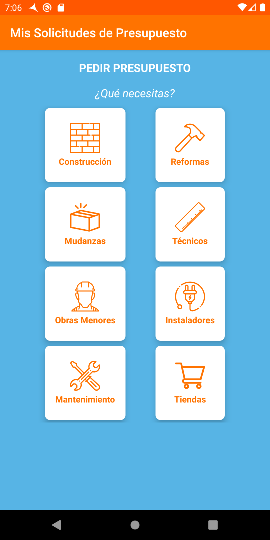 7:06
Mis Solicitudes de Presupuesto
PEDIR PRESUPUESTO
¿Qué necesitas?
Construcción
Reformas
Mudanzas
Técnicos
Obras Menores
Instaladores
Mantenimiento
Tiendas